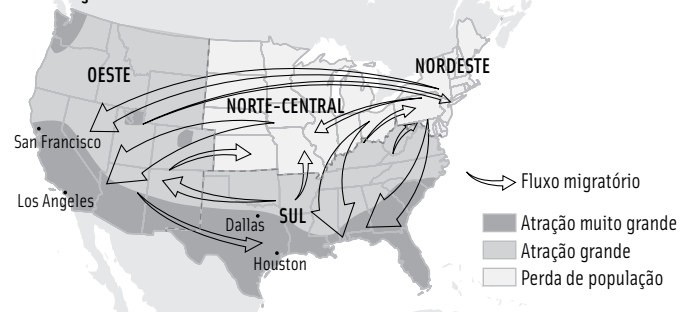 NORDESTE
OESTE
NORTE-CENTRAL
San Francisco
Los Angeles
Dallas
SUL
Houston
Fluxo migratório
Atração muito grande
Atração grande
Perda de população